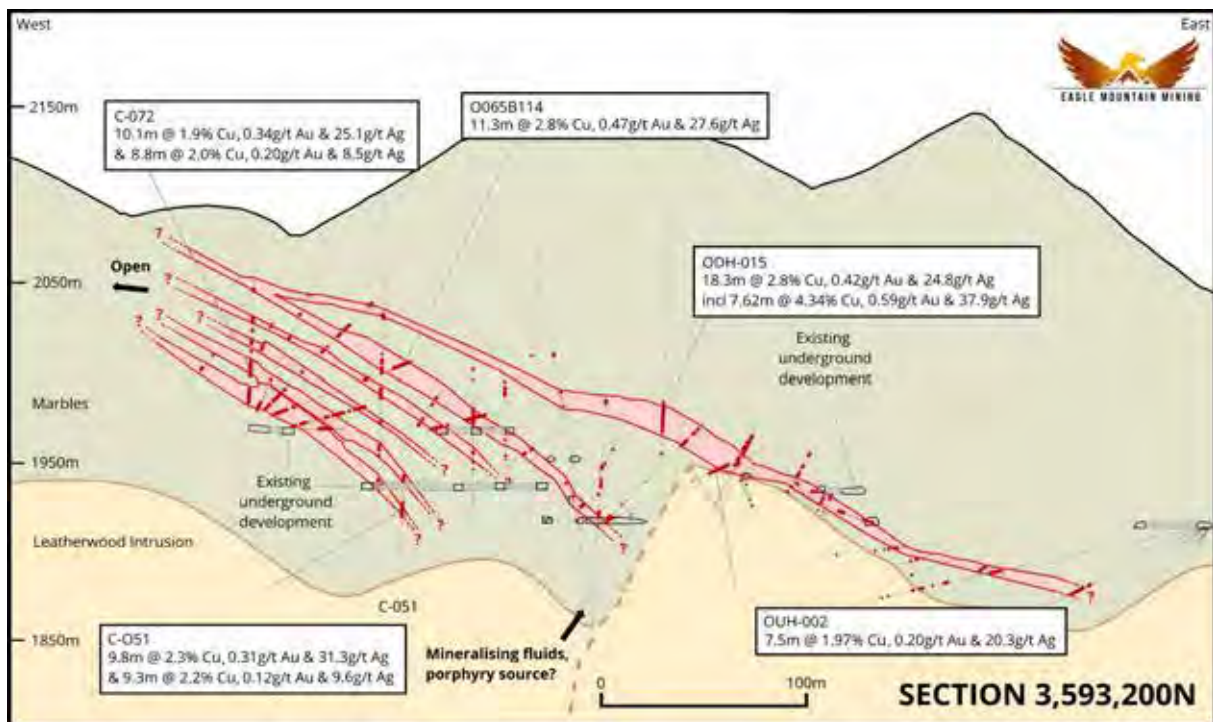 West
East
EAGLE MOUNTAIN MINING
2150m
C-072
10.1m @ 1.9% Cu, 0.34g/t Au & 25.1g/t Ag
& 8.8m @ 2.0% Cu, 0.20g/t Au & 8.5g/t Ag
O065B114
11.3m @ 2.8% Cu, 0.47g/t Au & 27.6g/t Ag
?
Open
2050m
?
?
?
?
ODH-015
18.3m @ 2.8% Cu, 0.42g/t Au & 24.8g/t Ag
incl 7.62m @ 4.34% Cu, 0.59g/t Au & 37.9g/t Ag
Existing
underground
development
Marbles
1950m
?
?
Existing
underground
development
?
?
?
Leatherwood Intrusion
?
C-051
1850m
C-O51
9.8m @ 2.3% Cu, 0.31g/t Au & 31.3g/t Ag
& 9.3m @ 2.2% Cu, 0.12g/t Au & 9.6g/t Ag
Mineralising fluids,
porphyry source?
OUH-002
7.5m @ 1.97% Cu, 0.20g/t Au & 20.3g/t Ag
0
100m
SECTION 3,593,200N